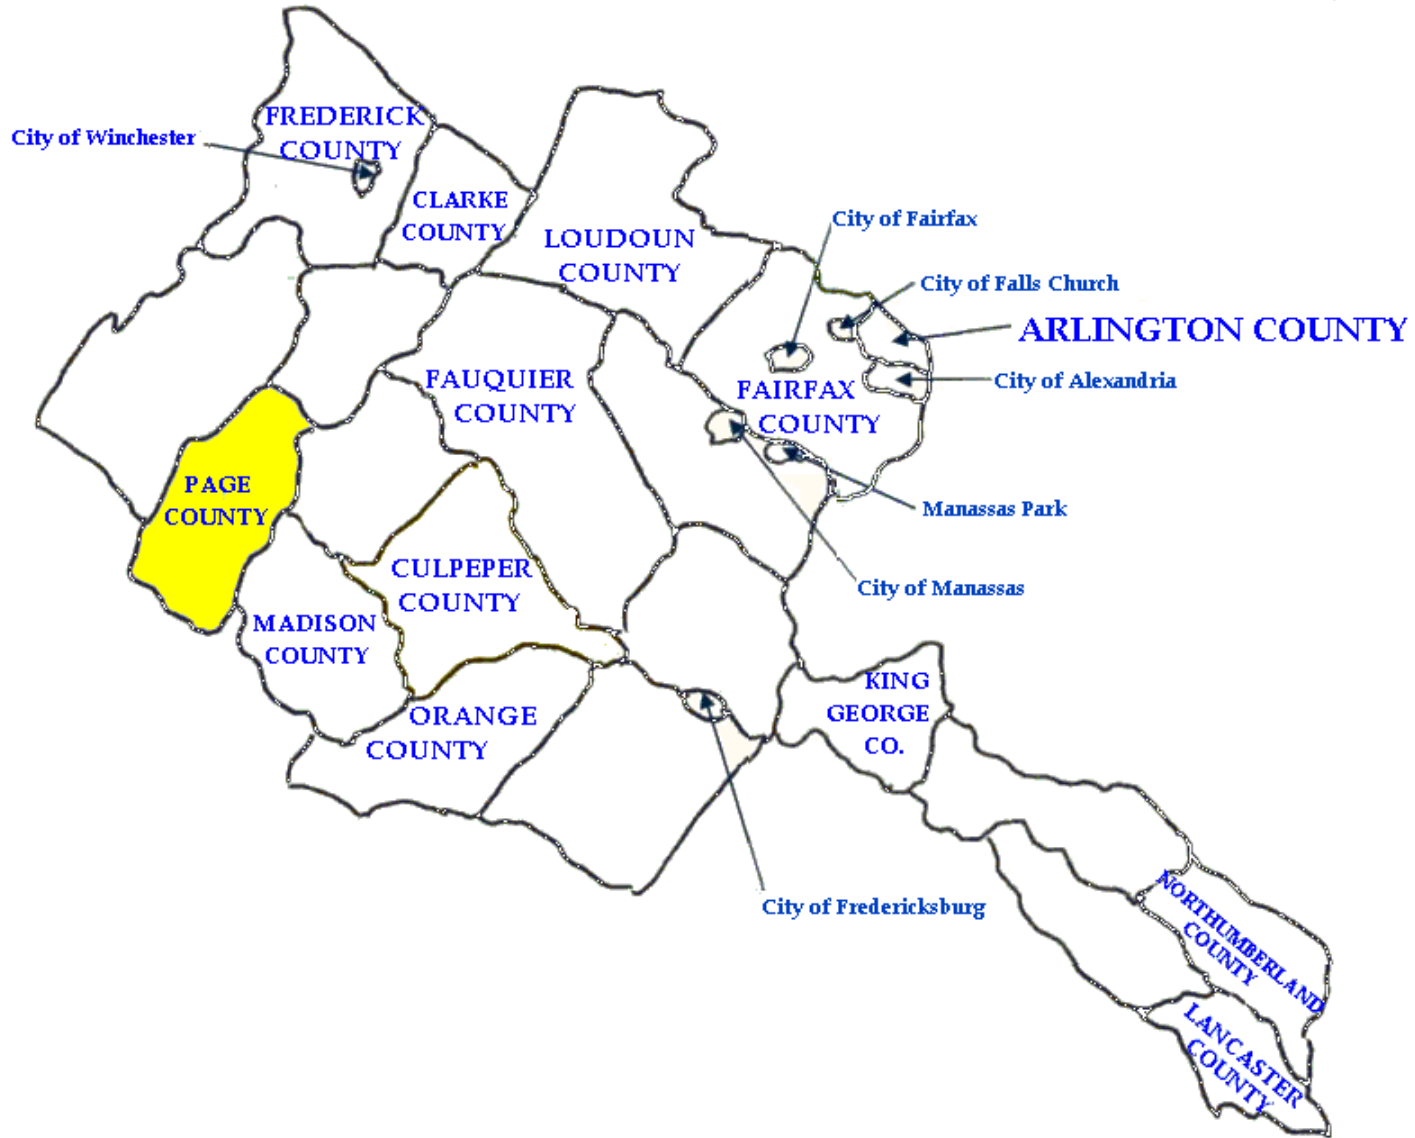 FREDERICK
COUNTY
City of Winchester
CLARKE
COUNTY
LOUDOUN
COUNTY
City of Fairfax
City of Falls Church
ARLINGTON COUNTY
City of Alexandria
FAIRFAX
COUNTY
FAUQUIER
COUNTY
PAGE
COUNTY
Manassas Park
City of Manassas
CULPEPER
COUNTY
MADISON
COUNTY
ORANGE
COUNTY
KING
GEORGE
CO.
City of Fredericksburg
NORTHUMBERLAND
COUNTY
LANCASTER
COUNTY